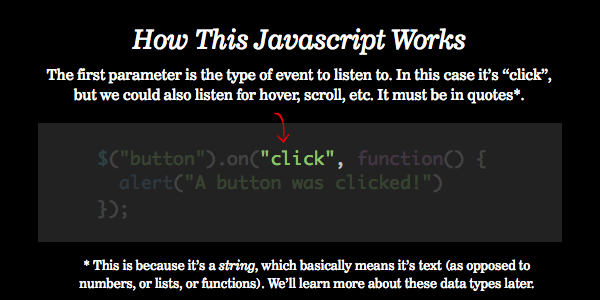 How This Javascript Works
The first parameter is the type of event to listen to. In this case it’s “click”,
but we could also listen for hover, scroll, etc. It must be in quotes*.
$("button").on("click", function() {
alert("A button was clicked!")
});
* This is because it’s a string, which basically means it’s text (as opposed to
numbers, or lists, or functions). We’ll learn more about these data types later.